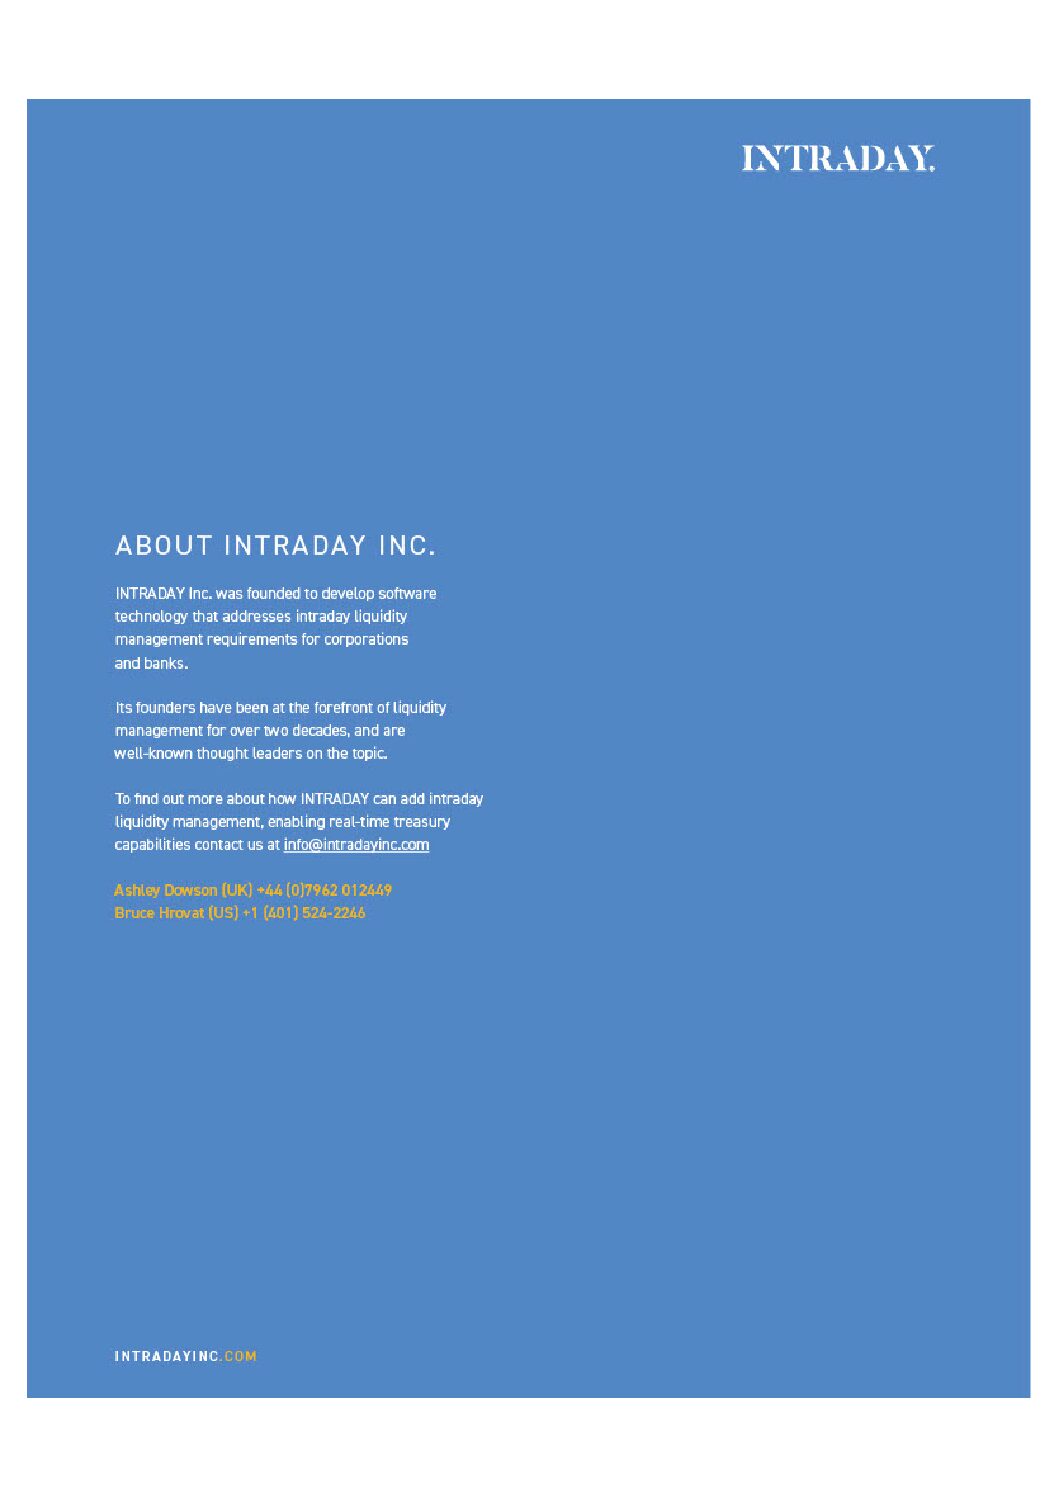 INTRADAY.
ABOUT INTRADAY INC.
INTRADAY Inc. was founded to develop software
technology that addresses intraday liquidity
management requirements for corporations
and banks.
Its founders have been at the forefront of liquidity
management for over two decades, and are
well-known thought leaders on the topic.
To find out more about how INTRADAY can add intraday
liquidity management, enabling real-time treasury
capabilities contact us at info@intradayinc.com
Ashley Dowson (UK) +44 (0)7962 012449
Bruce Hrovat (US) +1 (401) 524-2246
INTRADAYINC.COM